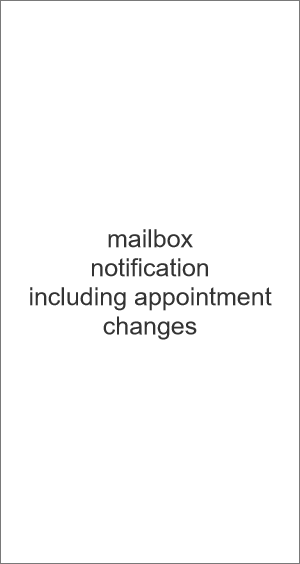 mailbox
notification
including appointment
changes